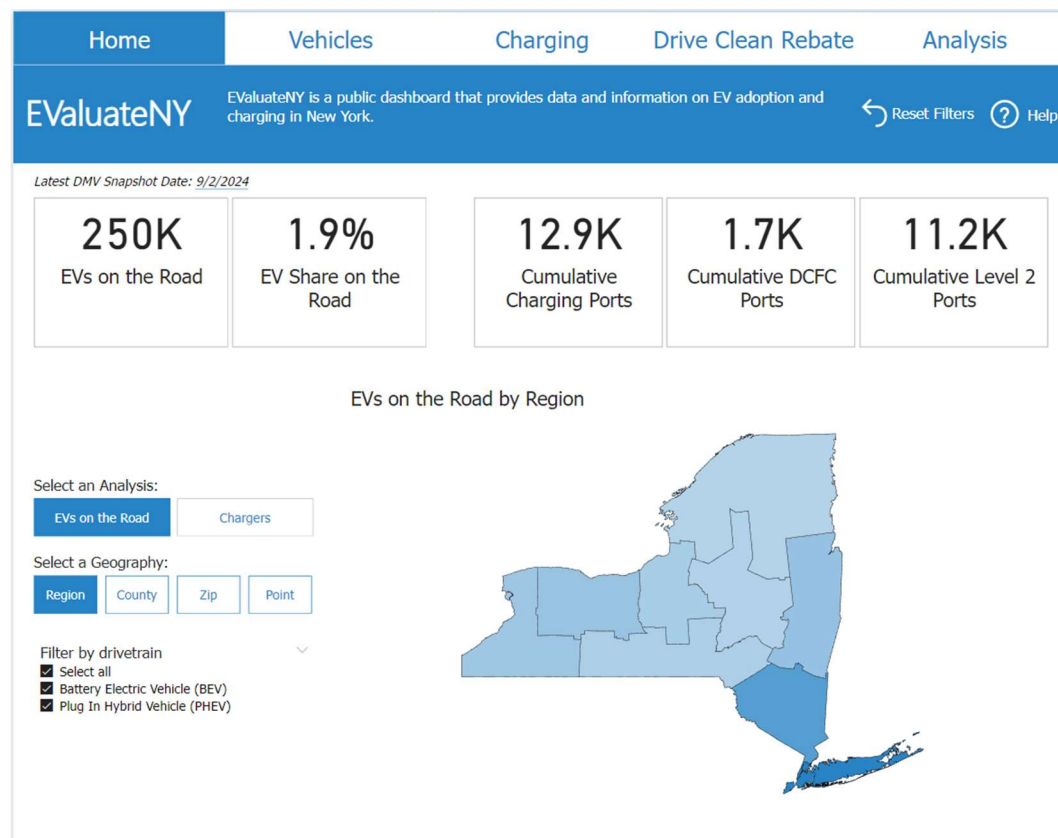 Home
Vehicles
Charging
Drive Clean Rebate
Analysis
EValuateNY
EValuateNY is a public dashboard that provides data and information on EV adoption and
charging in New York.
Reset Filters
? Help
Latest DMV Snapshot Date: 9/2/2024
250K
EVs on the Road
1.9%
EV Share on the
Road
12.9K
Cumulative
Charging Ports
1.7K
Cumulative DCFC
Ports
11.2K
Cumulative Level 2
Ports
EVs on the Road by Region
Select an Analysis:
EVs on the Road
Chargers
Select a Geography:
Region
County
Zip
Point
Filter by drivetrain
Select all
Battery Electric Vehicle (BEV)
Plug In Hybrid Vehicle (PHEV)